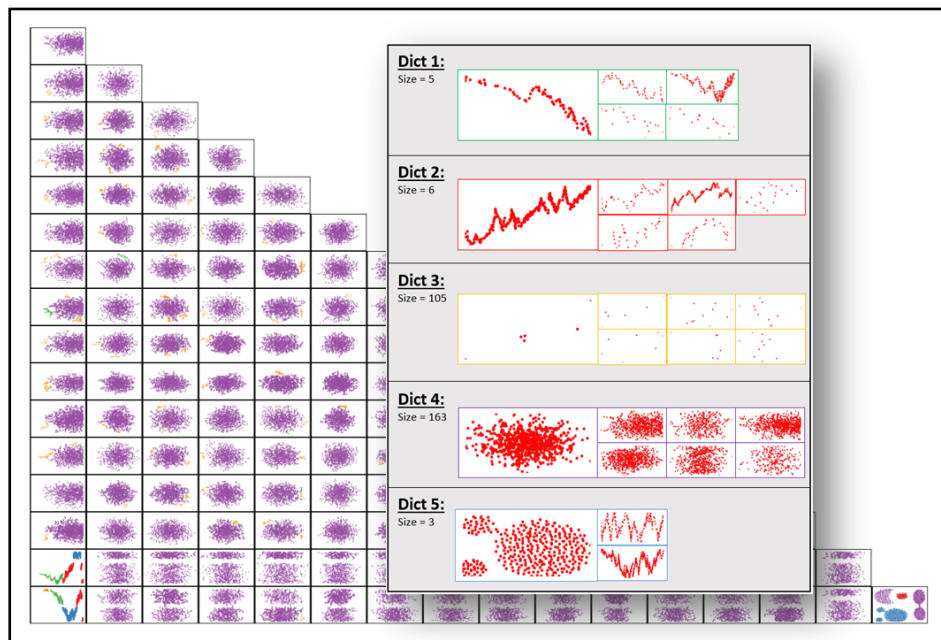 Dict 1:
Size = 5
Dict 2:
Size = 6
Dict 3:
Size = 105
Dict 4:
Size = 163
Dict 5:
Size = 3